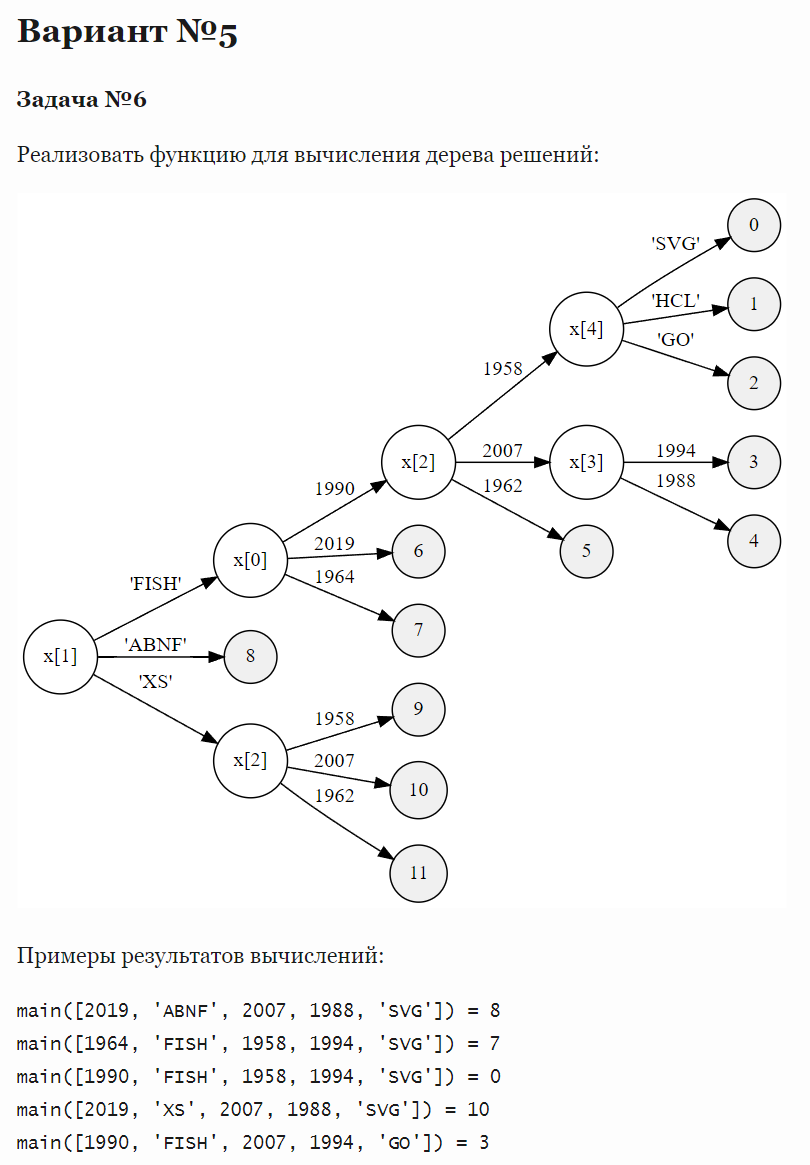 Вариант №5
Задача №6
Реализовать функцию для вычисления дерева решений:
0
'SVG'
'HCL'
1
x[4]
'GO'
1958
2
x[2]
2007
x[3]
1994
3
1990
1962
1988
x[0]
2019
6
5
4
'FISH'
1964
7
x[1]
'ABNF'
8
'XS'
1958
9
x[2]
2007
10
1962
11
Примеры результатов вычислений:
main([2019, 'ABNF', 2007, 1988, 'SVG']) = 8
main([1964, 'FISH', 1958, 1994, 'SVG']) = 7
main([1990, 'FISH', 1958, 1994, 'SVG']) = 0
main([2019, 'XS', 2007, 1988, 'SVG']) = 10
main([1990, 'FISH', 2007, 1994, 'GO']) = 3